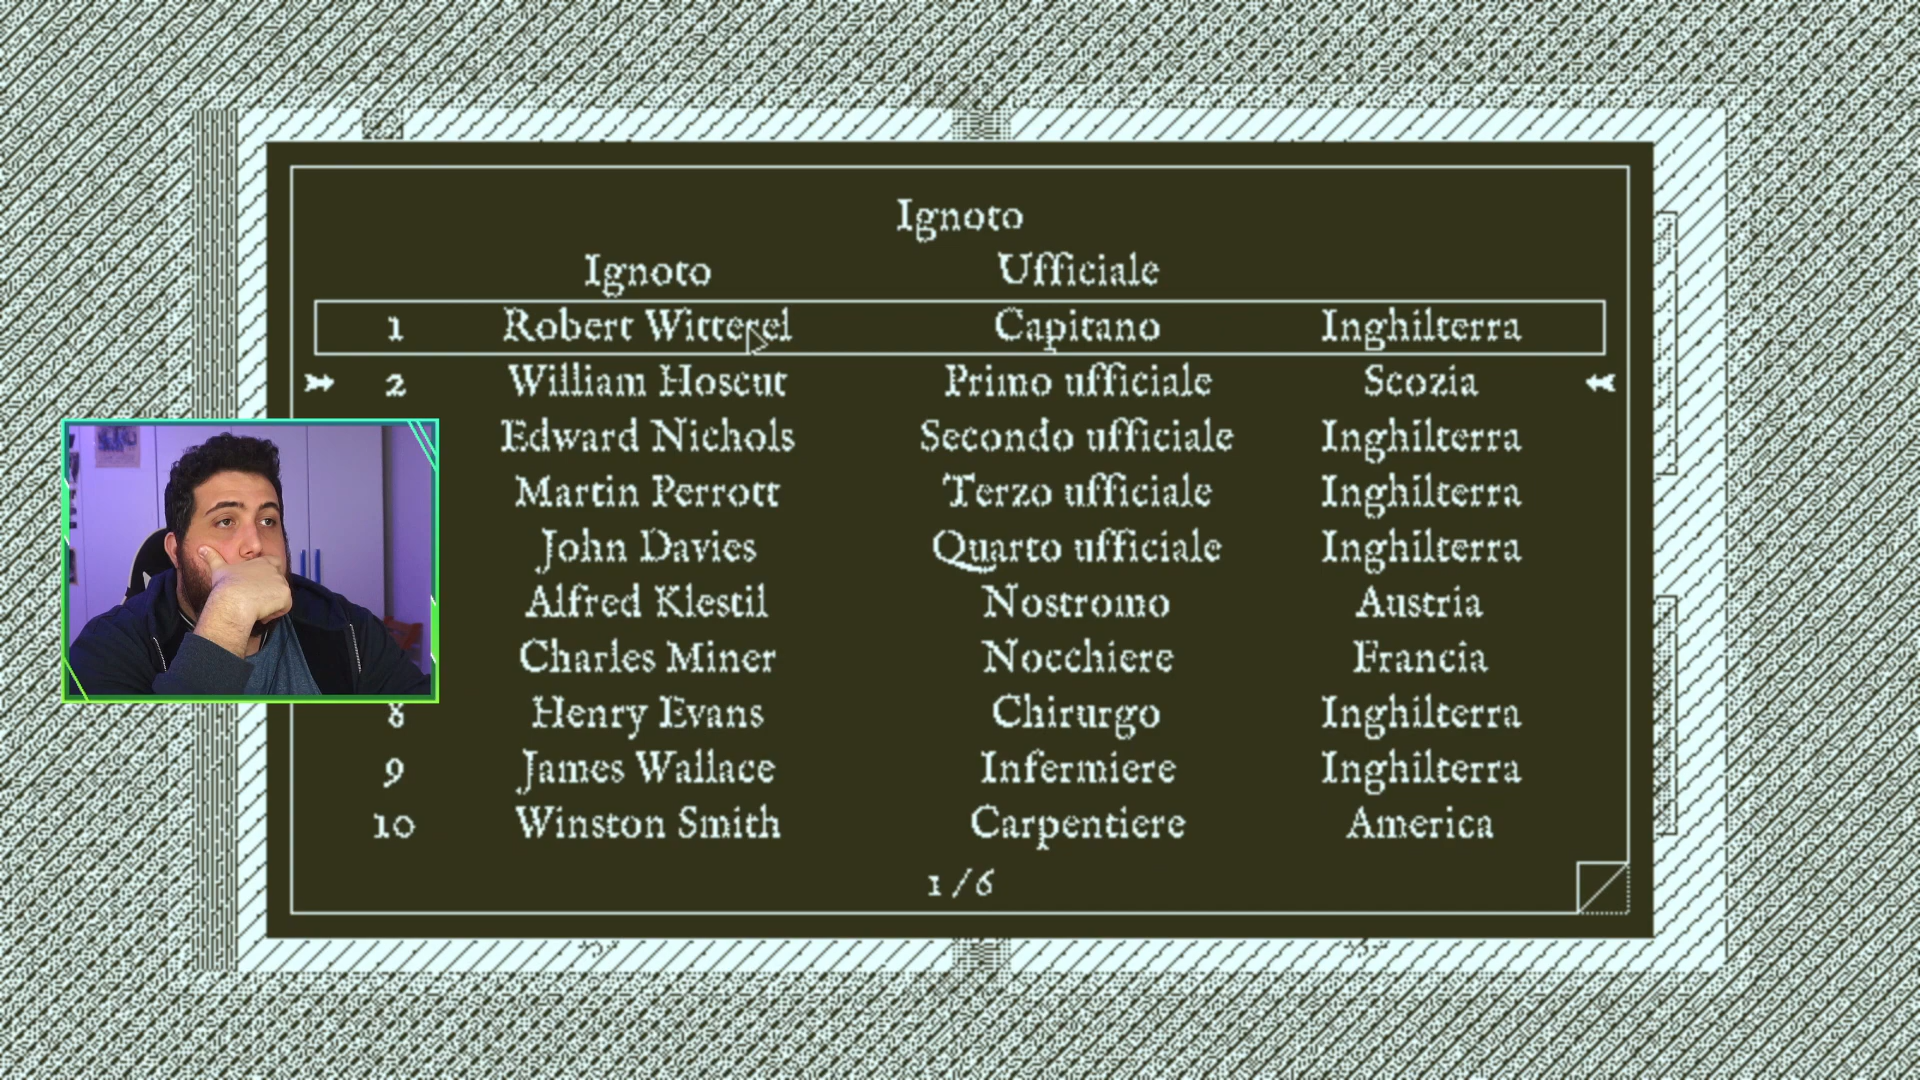 Ignoto
Ignoto Ufficiale
1 Robert Witterel Capitano Inghilterra
2 William Hoscut Primo ufficiale Scozia
Edward Nichols Secondo ufficiale Inghilterra
Martin Perrott Terzo ufficiale Inghilterra
John Davies Quarto ufficiale Inghilterra
Alfred Klestil Nostromo Austria
Charles Miner Nocchiere Francia
8 Henry Evans Chirurgo Inghilterra
9 James Wallace Infermiere Inghilterra
10 Winston Smith Carpentiere America
1/6